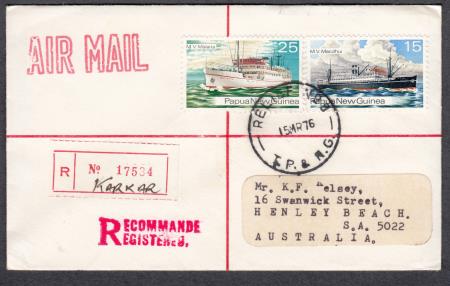 AIR MAIL
M.V. Malaita
25
Papua New Guinea
M.V. Macdhui
15
Papua New Guinea
15 MR 76
T.P. & N.G.
R No 17534
KARKAR
RECOMMANDE
REGISTERED.
Mr. K.F. elsey,
16 Swanwick Street,
HENLEY BEACH.
S.A. 5022
AUSTRALIA.